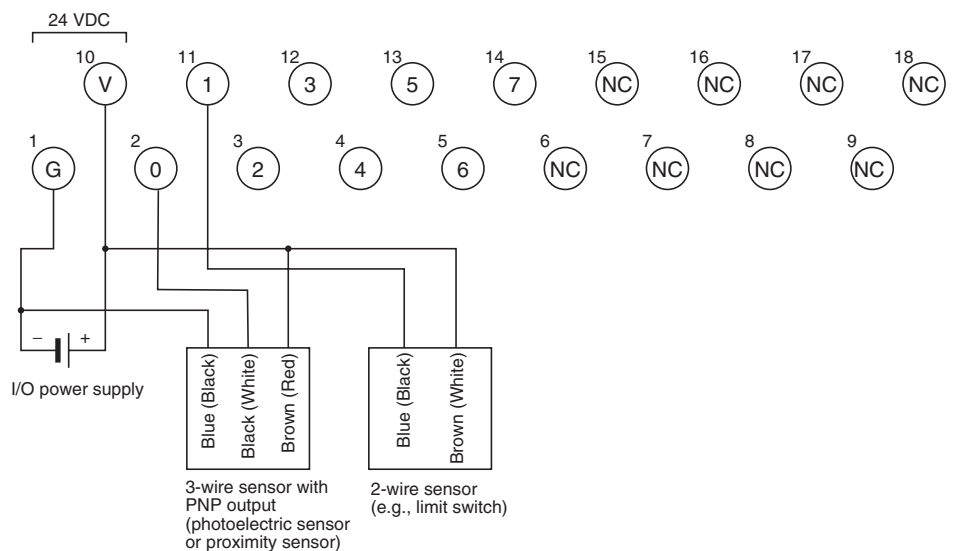 24 VDC
10 11 12 13 14 15 16 17 18
V 1 3 5 7 NC NC NC NC
1 2 3 4 5 6 7 8 9
G 0 2 4 6 NC NC NC NC
– +
I/O power supply
Blue (Black)
Black (White)
Brown (Red)
Blue (Black)
Brown (White)
3-wire sensor with
PNP output
(photoelectric sensor
or proximity sensor)
2-wire sensor
(e.g., limit switch)